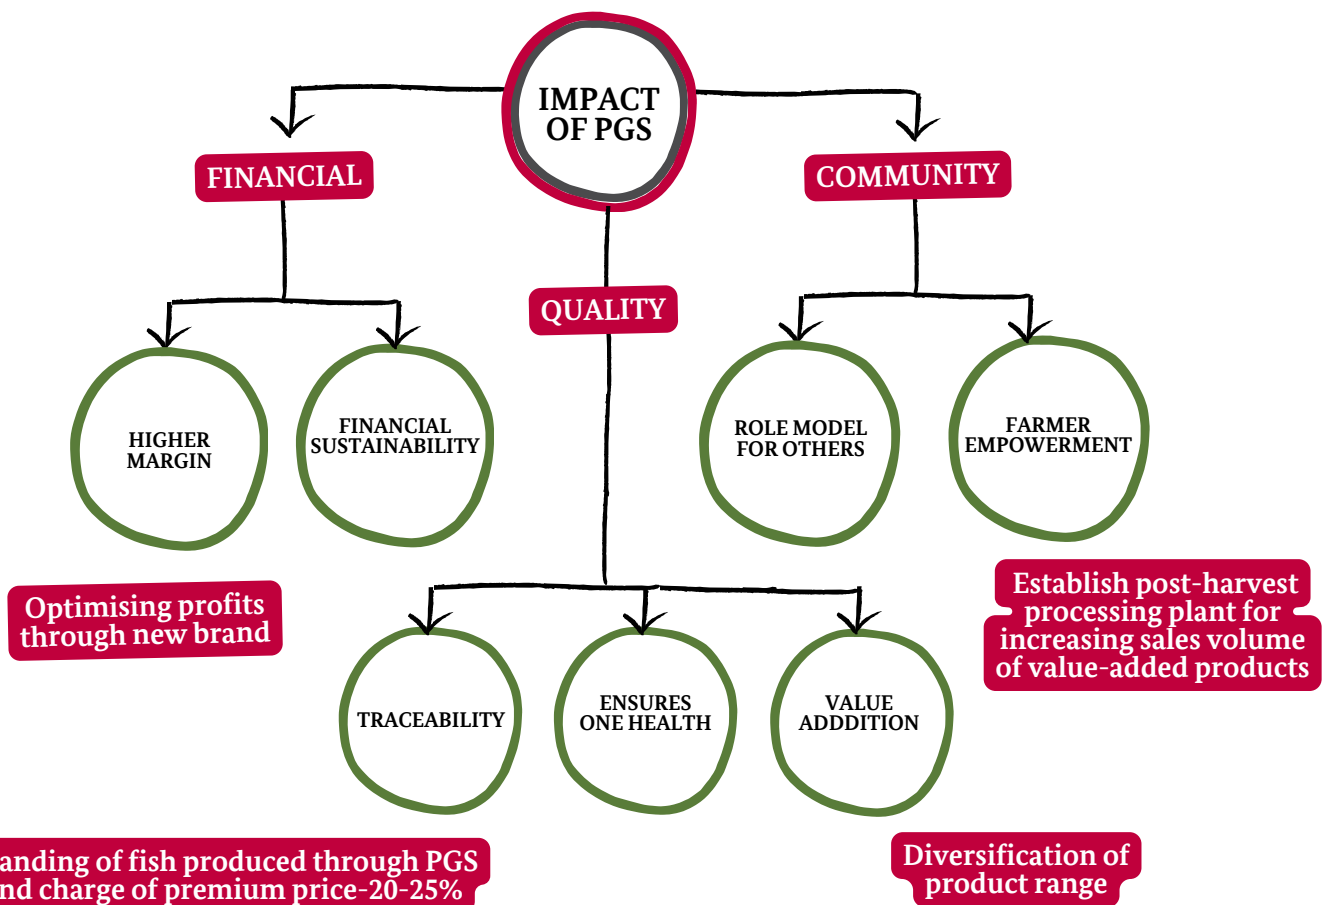 IMPACT
OF PGS
FINANCIAL
COMMUNITY
QUALITY
HIGHER
MARGIN
FINANCIAL
SUSTAINABILITY
ROLE MODEL
FOR OTHERS
FARMER
EMPOWERMENT
Optimising profits
through new brand
Establish post-harvest
processing plant for
increasing sales volume
of value-added products
TRACEABILITY
ENSURES
ONE HEALTH
VALUE
ADDDITION
of fish produced through PGS
charge of premium price-20-25%
Diversification of
product range